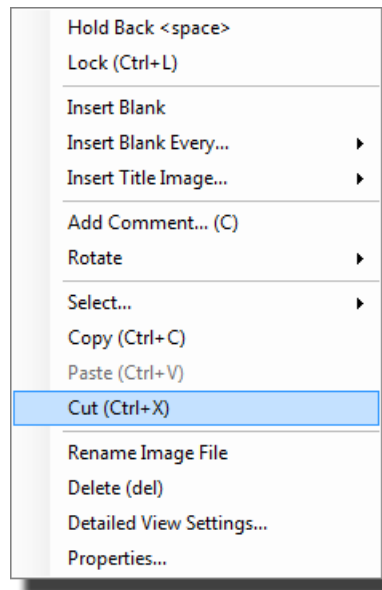 Hold Back <space>
Lock (Ctrl+L)
Insert Blank
Insert Blank Every...
Insert Title Image...
Add Comment... (C)
Rotate
Select...
Copy (Ctrl+C)
Paste (Ctrl+V)
Cut (Ctrl+X)
Rename Image File
Delete (del)
Detailed View Settings...
Properties...